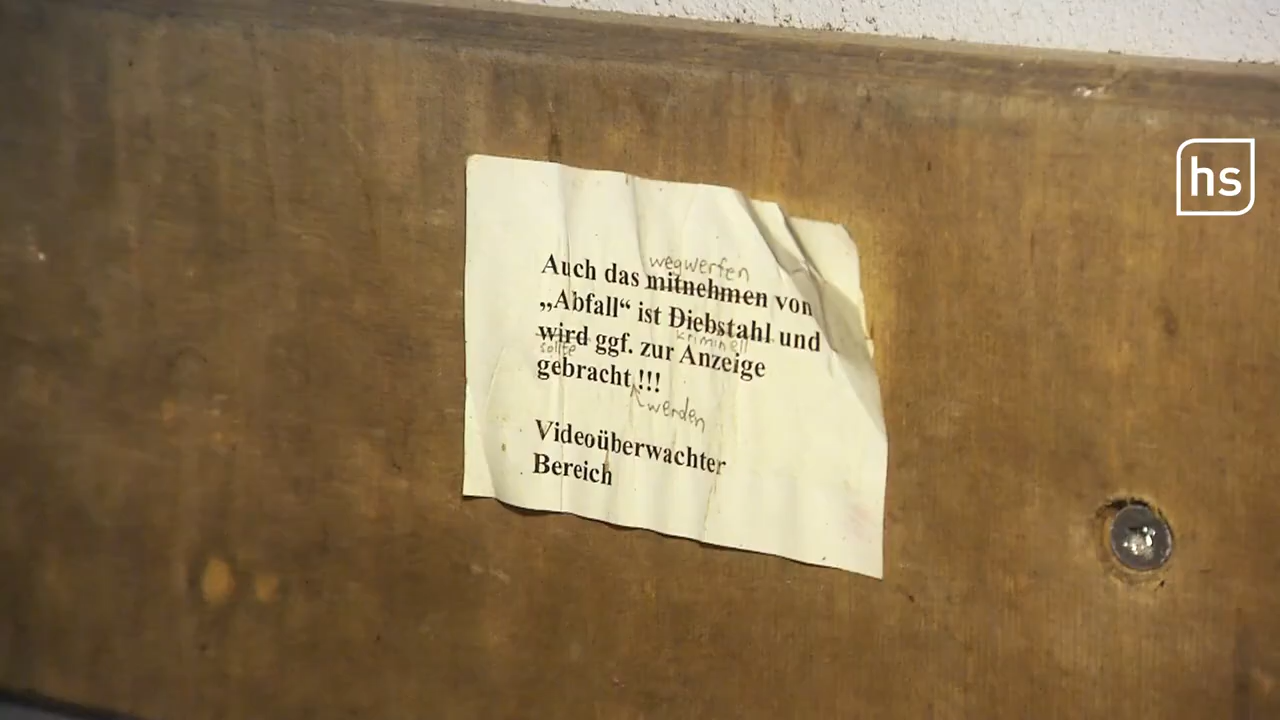 hs
wegwerfen
Auch das mitnehmen von
„Abfall“ ist Diebstahl und
kriminell
wird ggf. zur Anzeige
sollte
gebracht !!!
werden
Videoüberwachter
Bereich